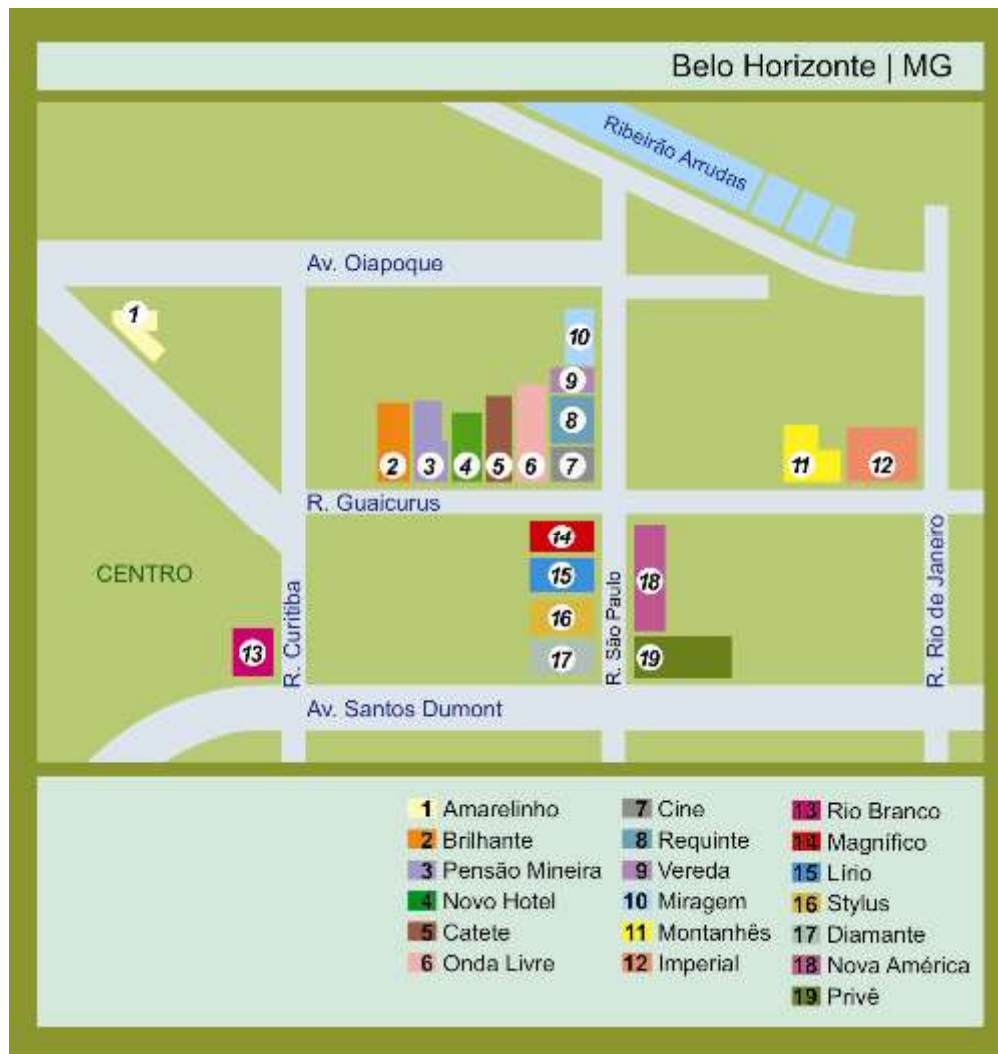 Belo Horizonte | MG
Ribeirão Arrudas
Av. Oiapoque
1
10
9
8
2
3
4
5
6
7
11
12
R. Guaicurus
14
CENTRO
15
18
R. Curitiba
16
R. São Paulo
R. Rio de Janeiro
13
17
19
Av. Santos Dumont
1 Amarelinho
2 Brilhante
3 Pensão Mineira
4 Novo Hotel
5 Catete
6 Onda Livre
7 Cine
8 Requinte
9 Vereda
10 Miragem
11 Montanhês
12 Imperial
13 Rio Branco
14 Magnífico
15 Lírio
16 Stylus
17 Diamante
18 Nova América
19 Privê